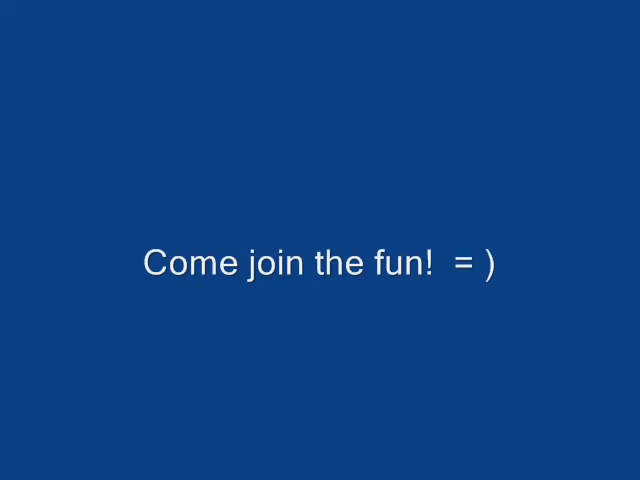 Come join the fun!  = )